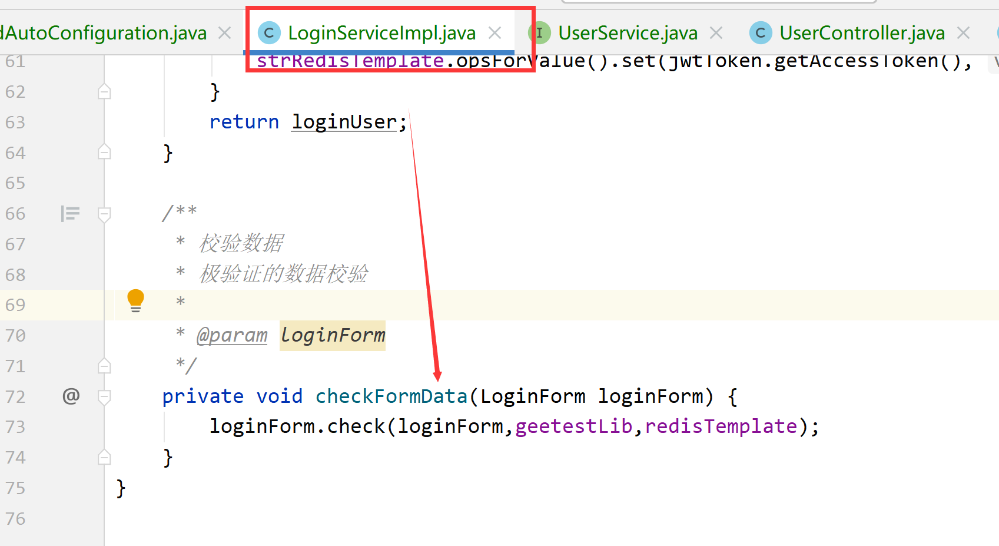 dAutoConfiguration.java LoginServiceImpl.java UserService.java UserController.java
61 strRedisTemplate.opsForValue().set(jwtToken.getAccessToken(),
62 }
63 return loginUser;
64 }
65
66 /**
67 * 校验数据
68 * 极验证的数据校验
69 *
70 * @param loginForm
71 */
72 @ private void checkFormData(LoginForm loginForm) {
73 loginForm.check(loginForm,geetestLib,redisTemplate);
74 }
75 }
76